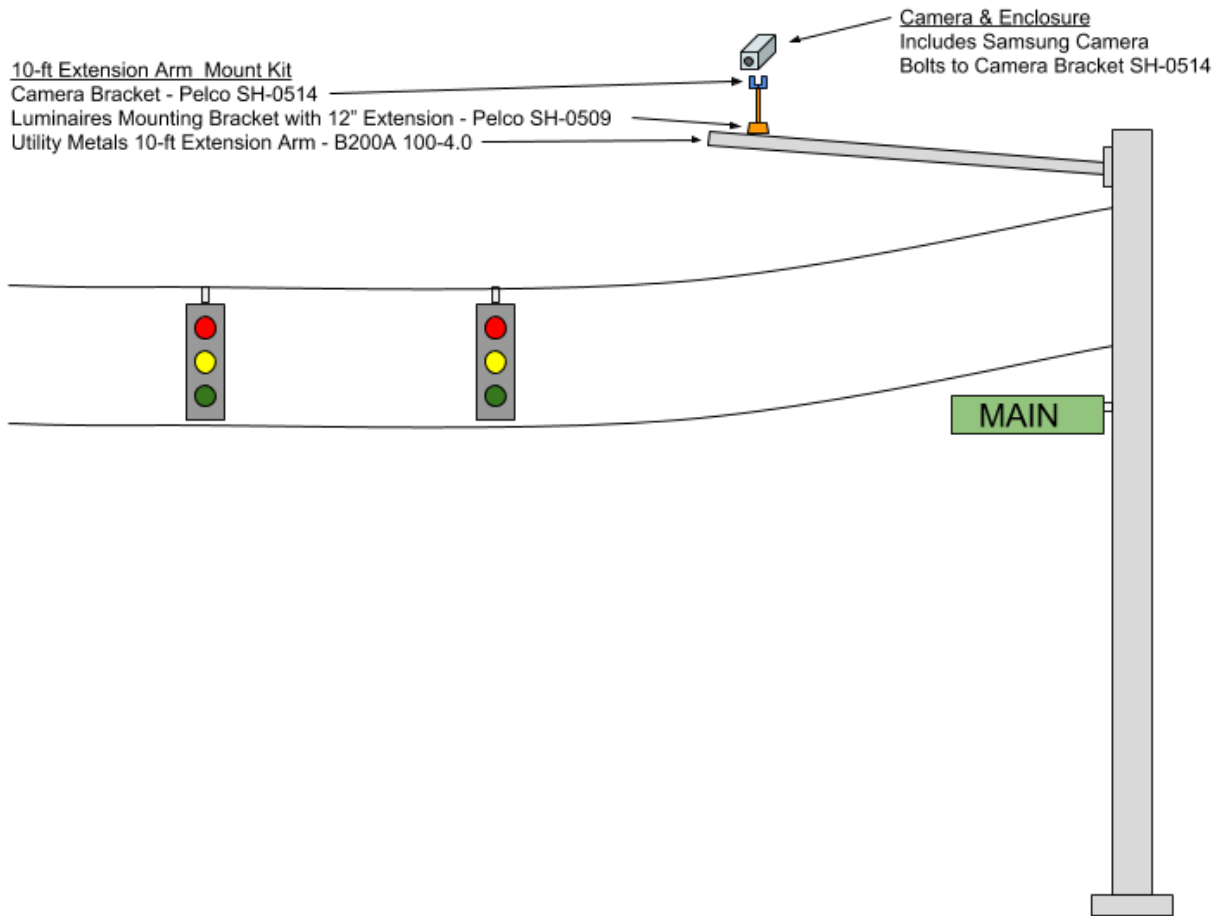 Camera & Enclosure
Includes Samsung Camera
Bolts to Camera Bracket SH-0514
10-ft Extension Arm  Mount Kit
Camera Bracket - Pelco SH-0514
Luminaires Mounting Bracket with 12" Extension - Pelco SH-0509
Utility Metals 10-ft Extension Arm - B200A 100-4.0
MAIN